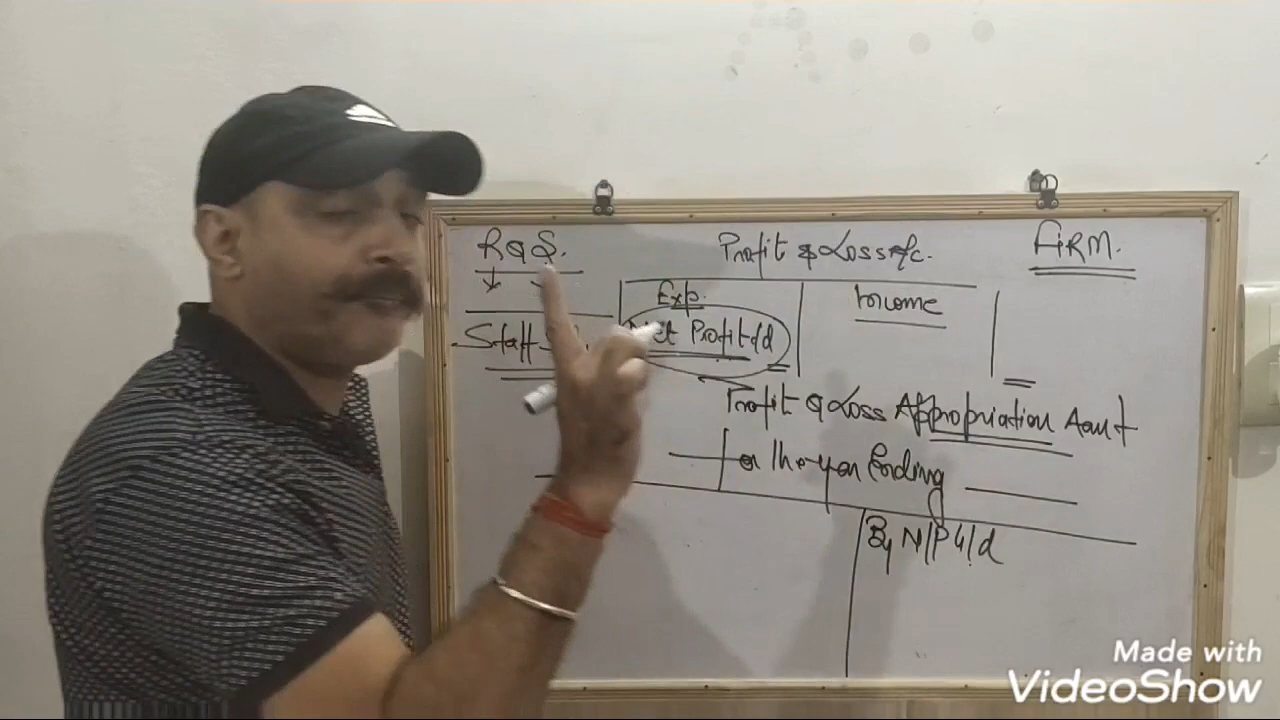 R & S.
Profit & Loss A/c.
FIRM.
Exp.
Income
Staff
Net Profit c/d
Profit & Loss Appropriation Aount
for the year Ending
By N/P b/d
Made with
VideoShow